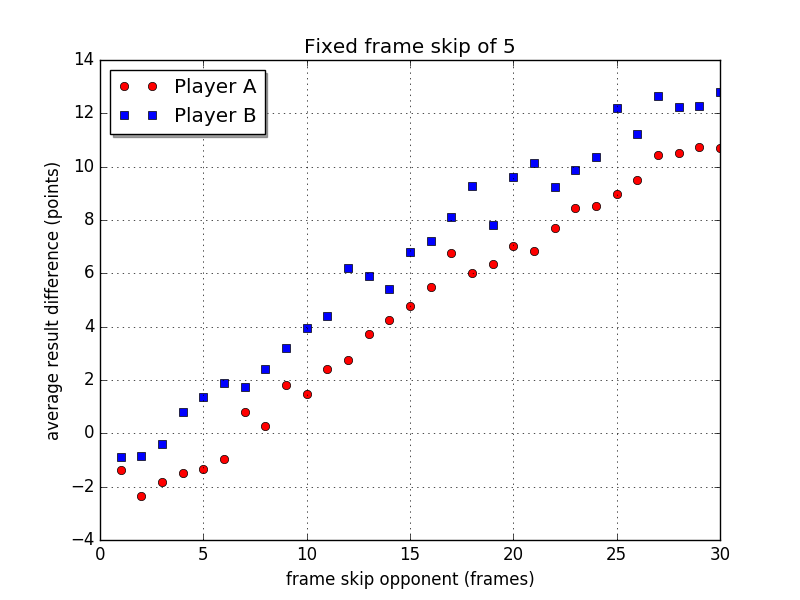 Fixed frame skip of 5
Player A
Player B
average result difference (points)
14
12
10
8
6
4
2
0
−2
−4
0 5 10 15 20 25 30
frame skip opponent (frames)